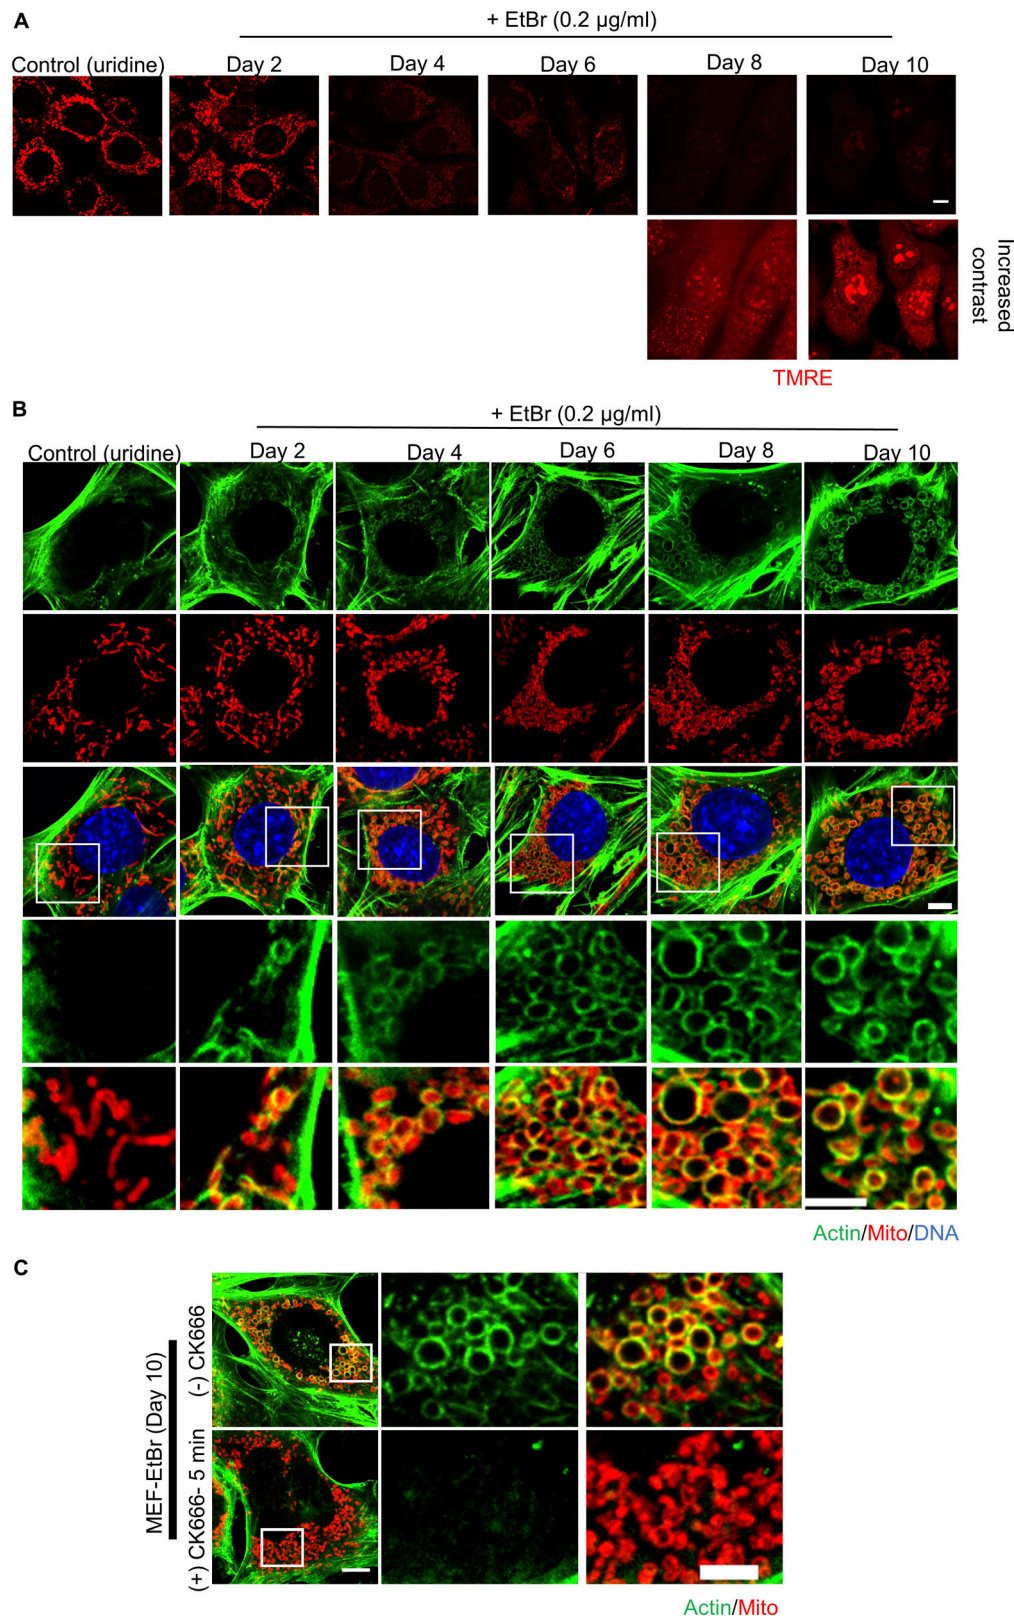 A
+ EtBr (0.2 µg/ml)
Control (uridine)
Day 2
Day 4
Day 6
Day 8
Day 10
Increased
contrast
TMRE
B
+ EtBr (0.2 µg/ml)
Control (uridine)
Day 2
Day 4
Day 6
Day 8
Day 10
Actin/Mito/DNA
C
MEF-EtBr (Day 10)
(-) CK666
(+) CK666- 5 min
Actin/Mito